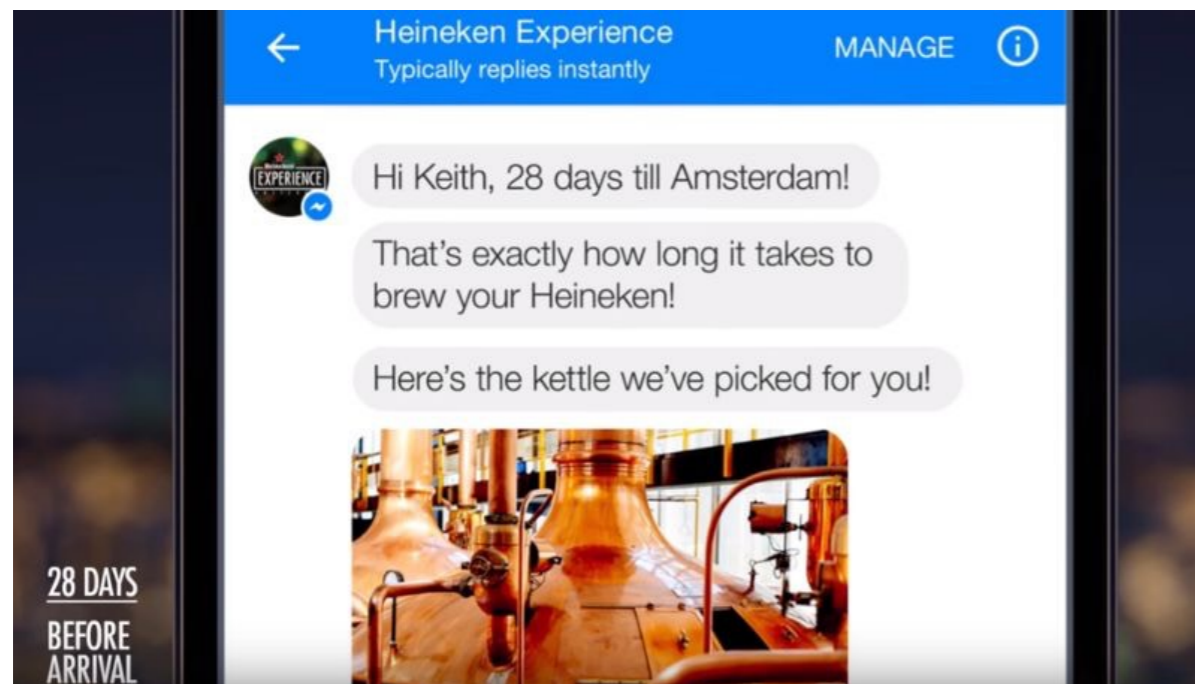 Heineken Experience
Typically replies instantly
MANAGE
EXPERIENCE
Hi Keith, 28 days till Amsterdam!
That's exactly how long it takes to
brew your Heineken!
Here's the kettle we've picked for you!
28 DAYS
BEFORE
ARRIVAL